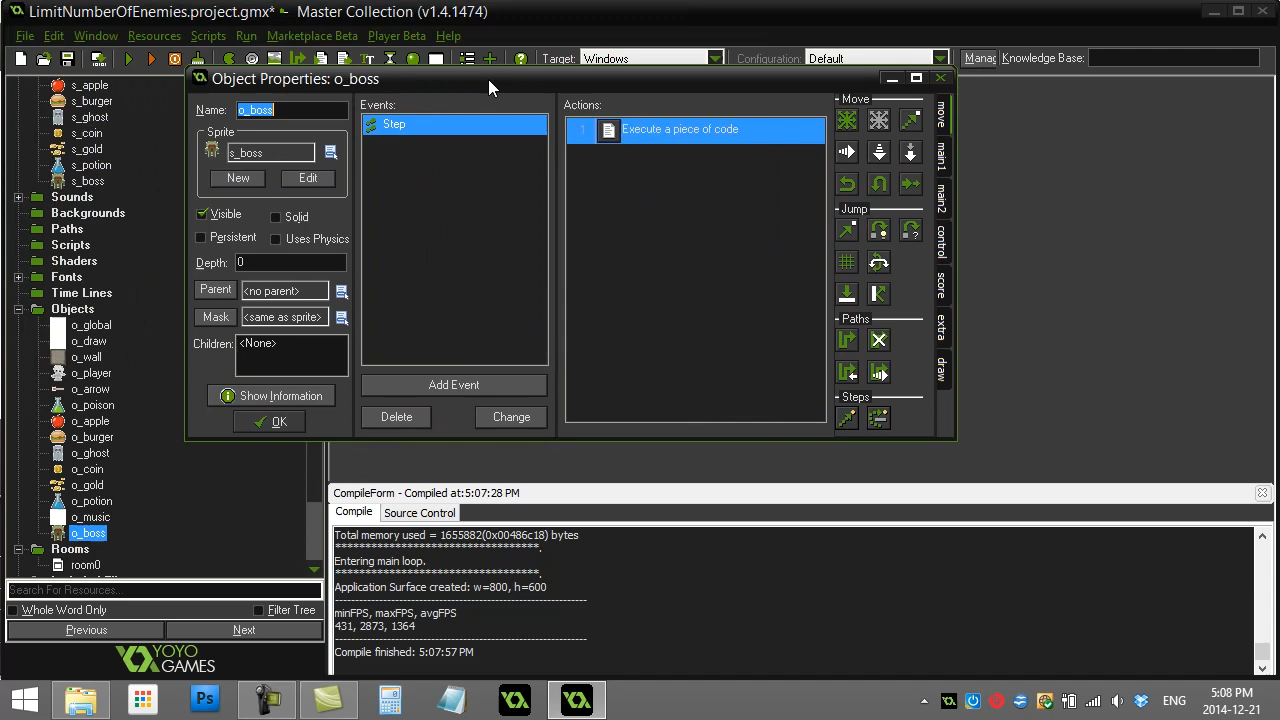 LimitNumberOfEnemies.project.gmx* - Master Collection (v1.4.1474)
File Edit Window Resources Scripts Run Marketplace Beta Player Beta Help
Target: Windows Configuration: Default Manac Knowledge Base:
Object Properties: o_boss
s_apple
s_burger
s_ghost
s_coin
s_gold
s_potion
s_boss
Sounds
Backgrounds
Paths
Scripts
Shaders
Fonts
Time Lines
Objects
o_global
o_draw
o_wall
o_player
o_arrow
o_poison
o_apple
o_burger
o_ghost
o_coin
o_gold
o_potion
o_music
o_boss
Rooms
room0
Search For Resources...
Whole Word Only Filter Tree
Previous Next
YOYO
GAMES
Name: o_boss
Sprite
s_boss
New Edit
Visible Solid
Persistent Uses Physics
Depth: 0
Parent <no parent>
Mask <same as sprite>
Children: <None>
Show Information
OK
Events:
Step
Add Event
Delete Change
Actions:
1 Execute a piece of code
Move
Jump
Paths
Steps
move
main1
main2
control
score
extra
draw
CompileForm - Compiled at:5:07:28 PM
Compile Source Control
Total memory used = 1655882(0x00486c18) bytes
**********************************.
Entering main loop.
**********************************.
Application Surface created: w=800, h=600
---------------------------------------------------------------
minFPS, maxFPS, avgFPS
431, 2873, 1364
---------------------------------------------------------------
Compile finished: 5:07:57 PM
Ps
ENG
5:08 PM
2014-12-21